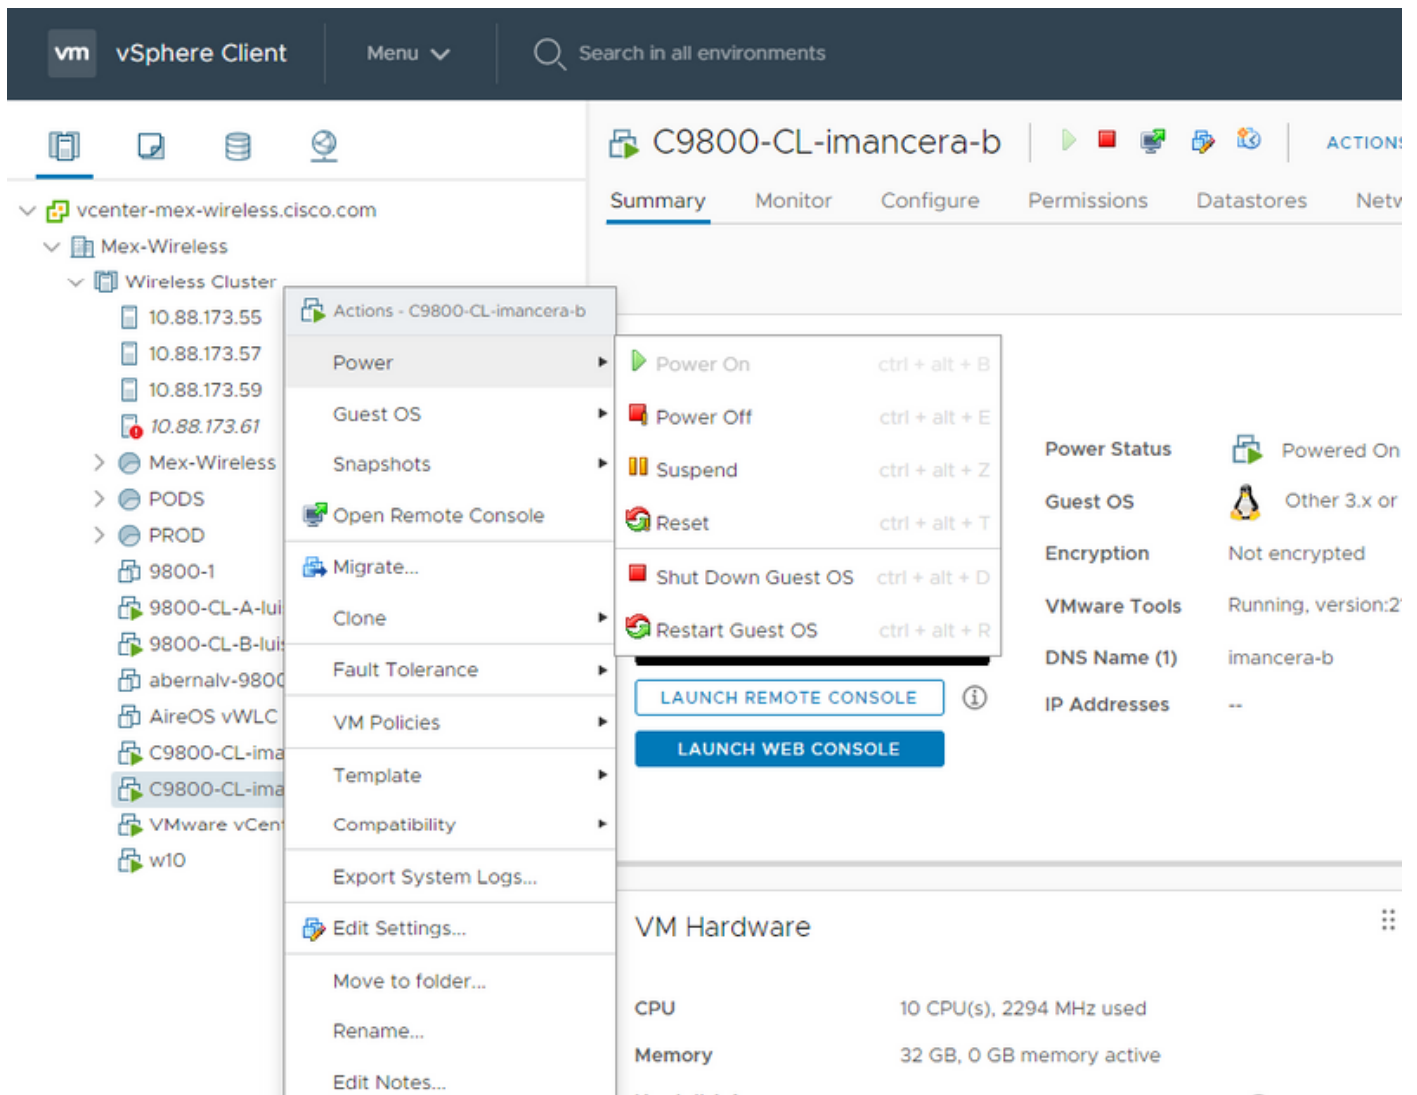 vm vSphere Client Menu Search in all environments
C9800-CL-imancera-b ACTIONS
Summary Monitor Configure Permissions Datastores
vcenter-mex-wireless.cisco.com
Mex-Wireless
Wireless Cluster
10.88.173.55
10.88.173.57
10.88.173.59
10.88.173.61
Mex-Wireless
PODS
PROD
9800-1
9800-CL-A-lui
9800-CL-B-lui
abernalv-9800
AireOS vWLC
C9800-CL-ima
C9800-CL-ima
VMware vCen
w10
Actions - C9800-CL-imancera-b
Power
Guest OS
Snapshots
Open Remote Console
Migrate...
Clone
Fault Tolerance
VM Policies
Template
Compatibility
Export System Logs...
Edit Settings...
Move to folder...
Rename...
Edit Notes...
Power On ctrl + alt + B
Power Off ctrl + alt + E
Suspend ctrl + alt + Z
Reset ctrl + alt + T
Shut Down Guest OS ctrl + alt + D
Restart Guest OS ctrl + alt + R
LAUNCH REMOTE CONSOLE
LAUNCH WEB CONSOLE
Power Status Powered On
Guest OS Other 3.x or
Encryption Not encrypted
VMware Tools Running, version:2
DNS Name (1) imancera-b
IP Addresses --
VM Hardware
CPU 10 CPU(s), 2294 MHz used
Memory 32 GB, 0 GB memory active